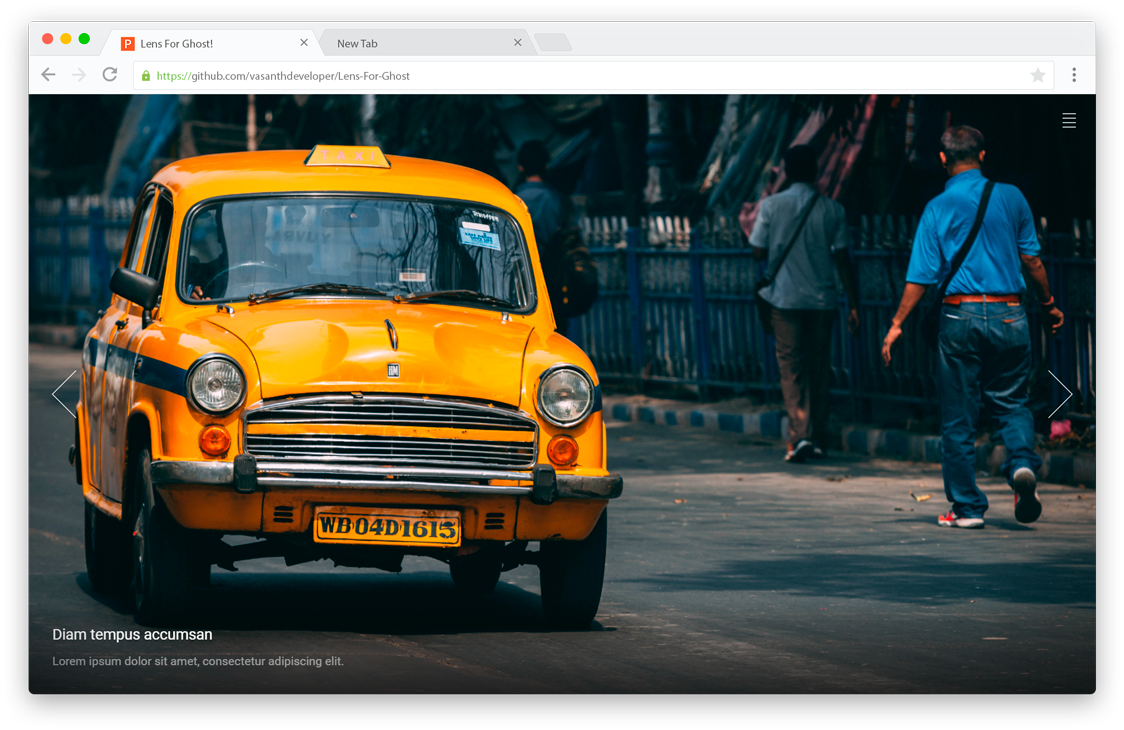 Lens For Ghost!
New Tab
https://github.com/vasanthdeveloper/Lens-For-Ghost
TAXI
WB04D1615
Diam tempus accumsan
Lorem ipsum dolor sit amet, consectetur adipiscing elit.